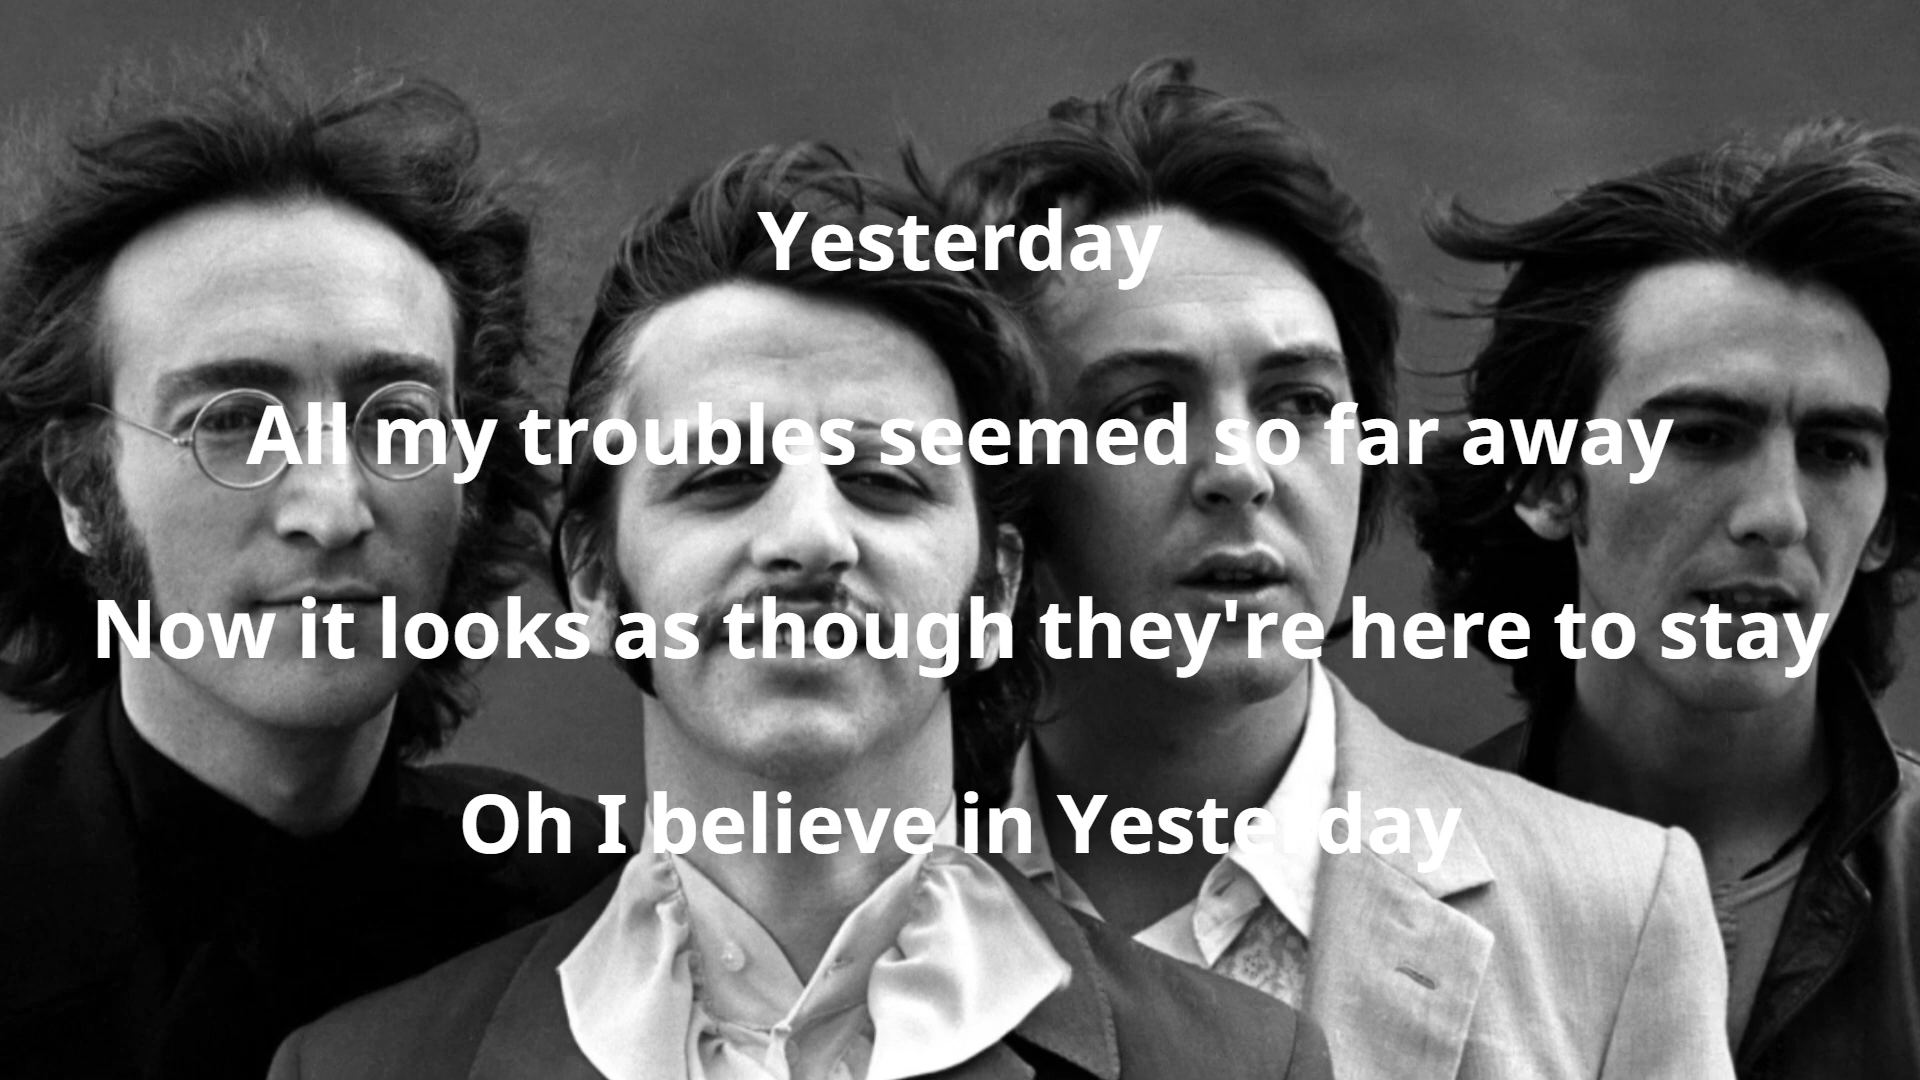 Yesterday
All my troubles seemed so far away
Now it looks as though they're here to stay
Oh I believe in Yesterday